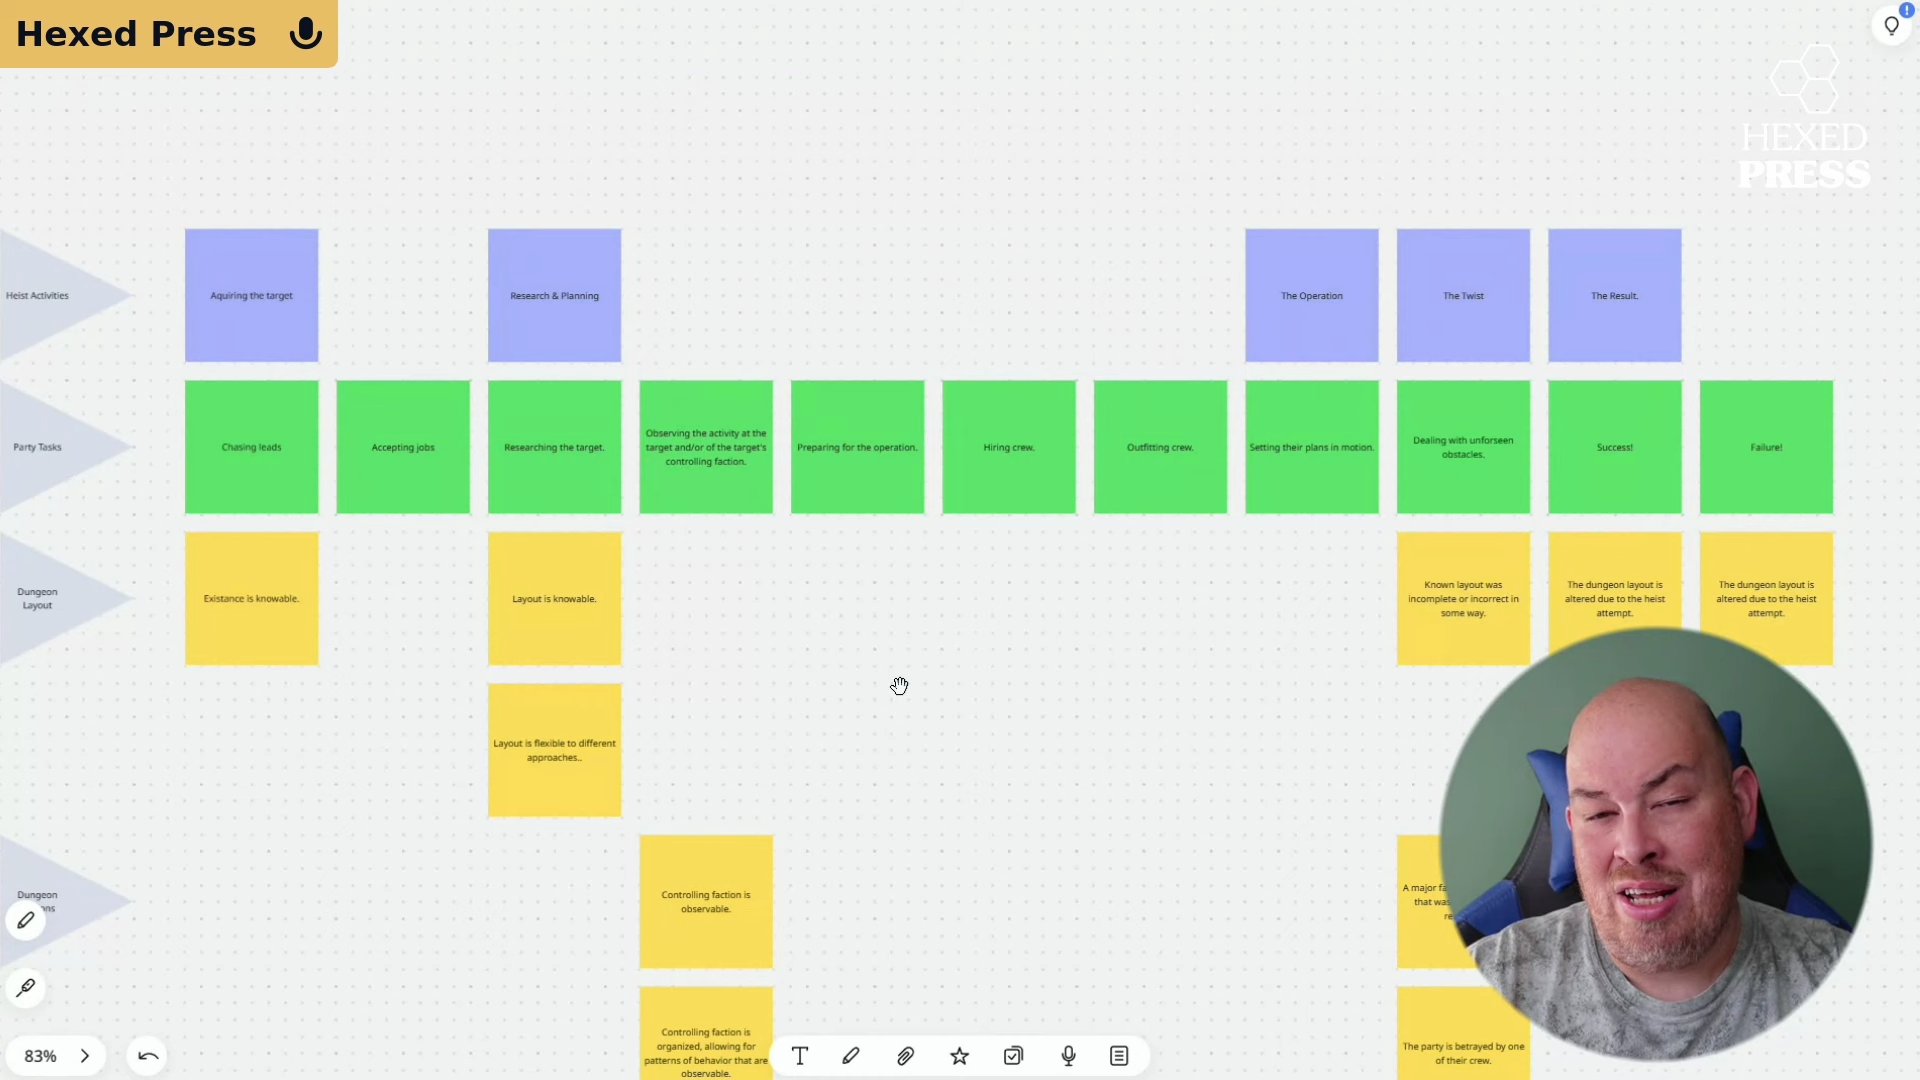 Hexed Press
!
HEXED
PRESS
Heist Activities
Aquiring the target
Research & Planning
The Operation
The Twist
The Result.
Party Tasks
Chasing leads
Accepting jobs
Researching the target.
Observing the activity at the
target and/or of the target's
controlling faction.
Preparing for the operation.
Hiring crew.
Outfitting crew.
Setting their plans in motion.
Dealing with unforseen
obstacles.
Success!
Failure!
Dungeon
Layout
Existance is knowable.
Layout is knowable.
Known layout was
incomplete or incorrect in
some way.
The dungeon layout is
altered due to the heist
attempt.
The dungeon layout is
altered due to the heist
attempt.
Layout is flexible to different
approaches..
Dungeon
Controlling faction is
observable.
A major
that was
Controlling faction is
organized, allowing for
patterns of behavior that are
observable.
The party is betrayed by one
of their crew.
83%